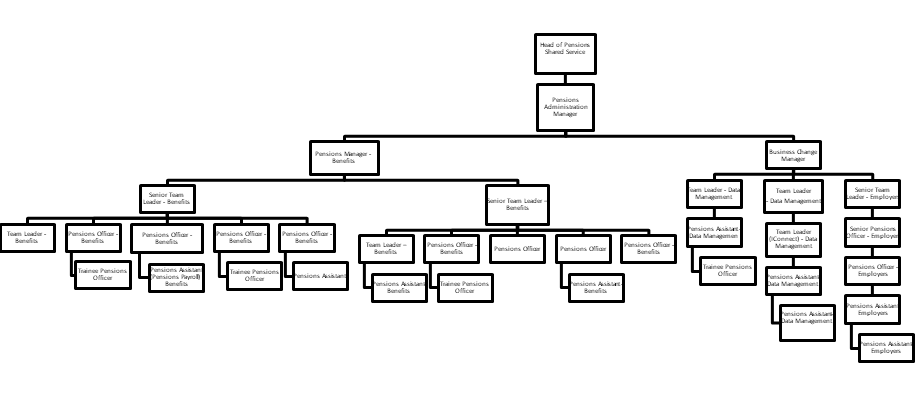 Head of Pensions
Shared Service
Pensions
Administration
Manager
Pensions Manager -
Benefits
Business Change
Manager
Senior Team
Leader - Benefits
Senior Team Leader -
Benefits
Team Leader - Data
Management
Team Leader
- Data Management
Senior Team
Leader - Employer
Team Leader -
Benefits
Pensions Officer -
Benefits
Pensions Officer -
Benefits
Pensions Officer -
Benefits
Pensions Officer -
Benefits
Team Leader –
Benefits
Pensions Officer -
Benefits
Pensions Officer
Pensions Officer
Pensions Officer -
Benefits
Pensions Assistant-
Data Management
Team Leader
(IConnect) - Data
Management
Senior Pensions
Officer - Employer
Trainee Pensions
Officer
Pensions Assistant
(Pensions Payroll)
Benefits
Trainee Pensions
Officer
Pensions Assistant
Pensions Assistant
Benefits
Trainee Pensions
Officer
Pensions Assistant-
Benefits
Trainee Pensions
Officer
Pensions Assistant-
Data Management
Pensions Officer -
Employers
Pensions Assistant-
Data Management
Pensions Assistant
Employers
Pensions Assistant
Employers